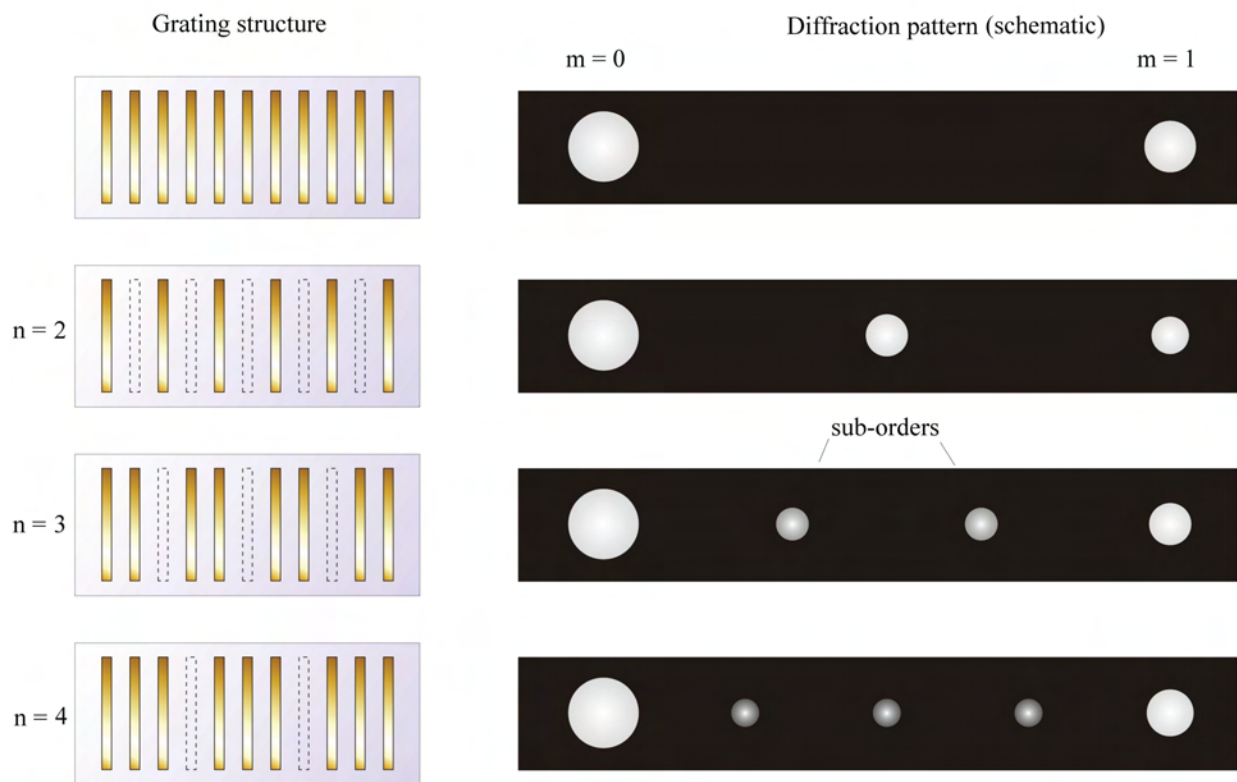 Grating structure
Diffraction pattern (schematic)
m = 0
m = 1
n = 2
sub-orders
n = 3
n = 4